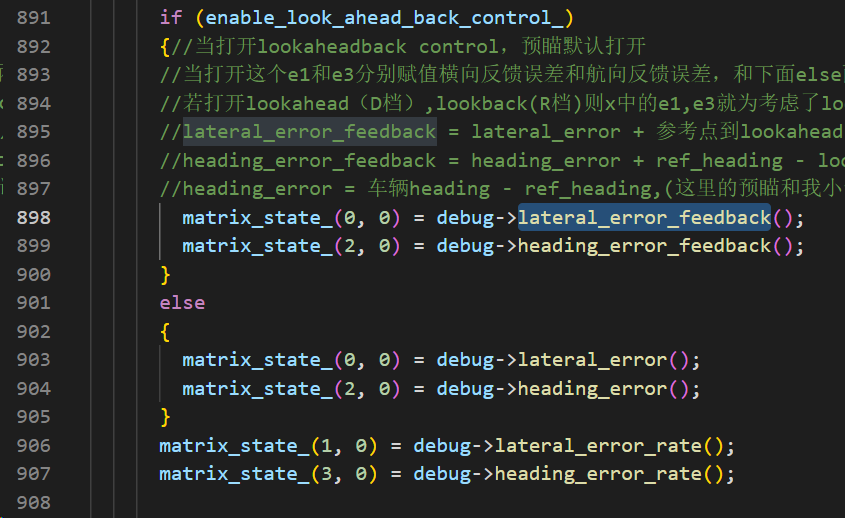 891 if (enable_look_ahead_back_control_)
892 {//当打开lookaheadback control，预瞄默认打开
893 //当打开这个e1和e3分别赋值横向反馈误差和航向反馈误差，和下面else
894 //若打开lookahead（D档）,lookback(R档)则x中的e1,e3就为考虑了lo
895 //lateral_error_feedback = lateral_error + 参考点到lookahead
896 //heading_error_feedback = heading_error + ref_heading - loo
897 //heading_error = 车辆heading - ref_heading,(这里的预瞄和我小
898 matrix_state_(0, 0) = debug->lateral_error_feedback();
899 matrix_state_(2, 0) = debug->heading_error_feedback();
900 }
901 else
902 {
903 matrix_state_(0, 0) = debug->lateral_error();
904 matrix_state_(2, 0) = debug->heading_error();
905 }
906 matrix_state_(1, 0) = debug->lateral_error_rate();
907 matrix_state_(3, 0) = debug->heading_error_rate();
908